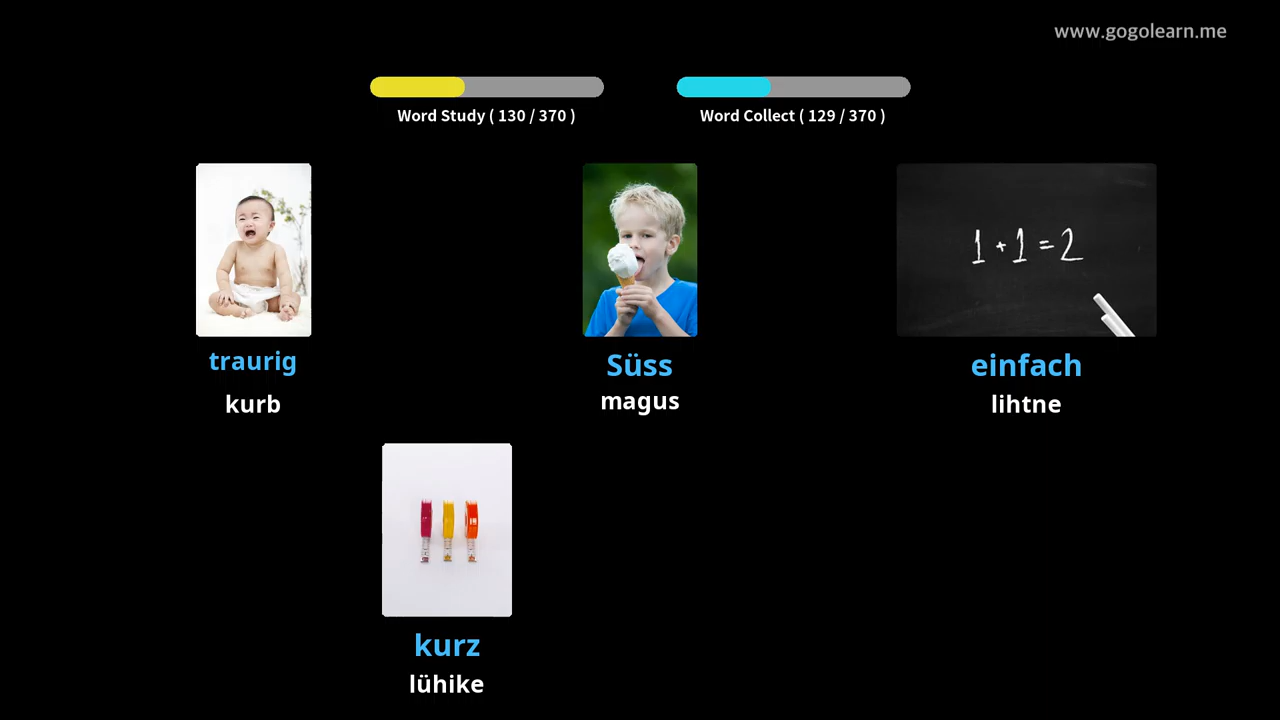 www.gogolearn.me
Word Study ( 130 / 370 )
Word Collect ( 129 / 370 )
1 + 1 = 2
traurig
kurb
Süss
magus
einfach
lihtne
kurz
lühike